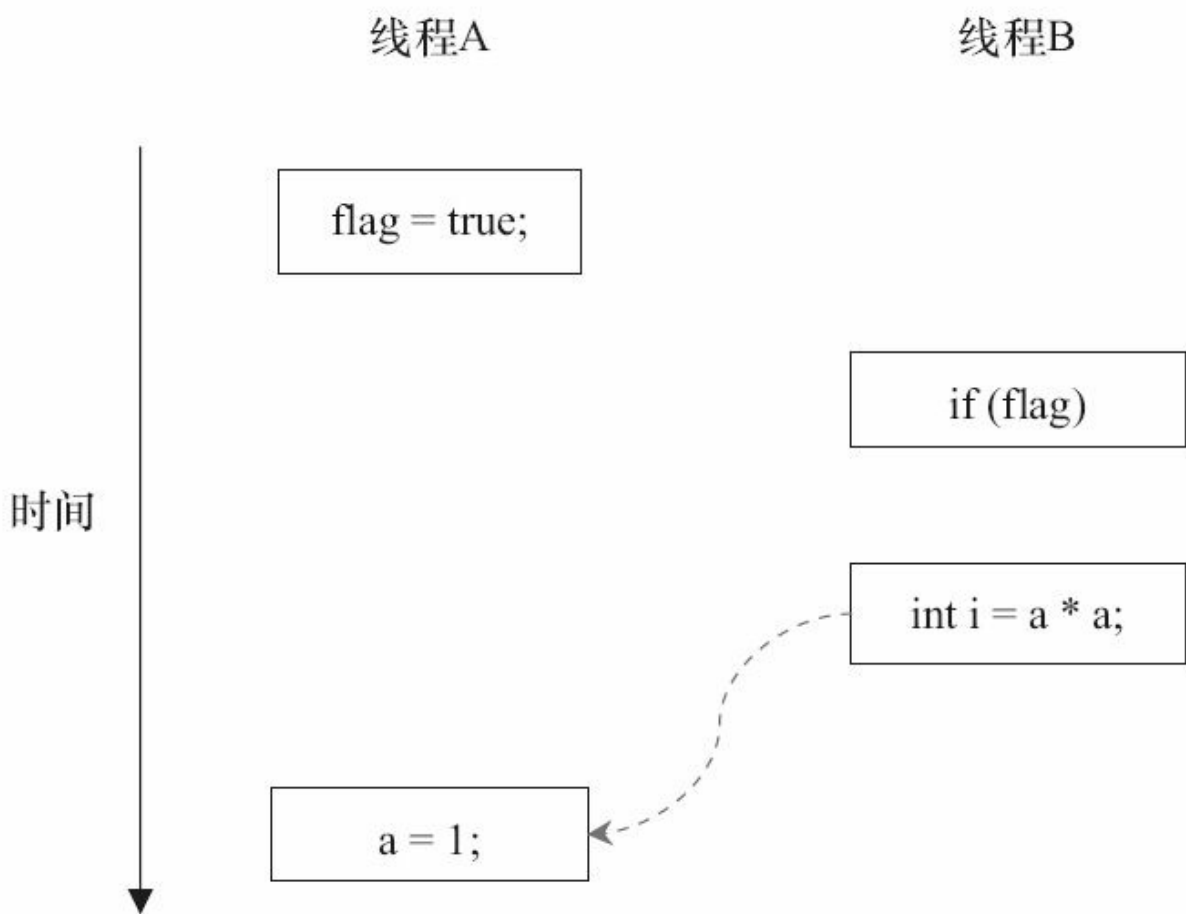 线程A
线程B
flag = true;
if (flag)
时间
int i = a * a;
a = 1;